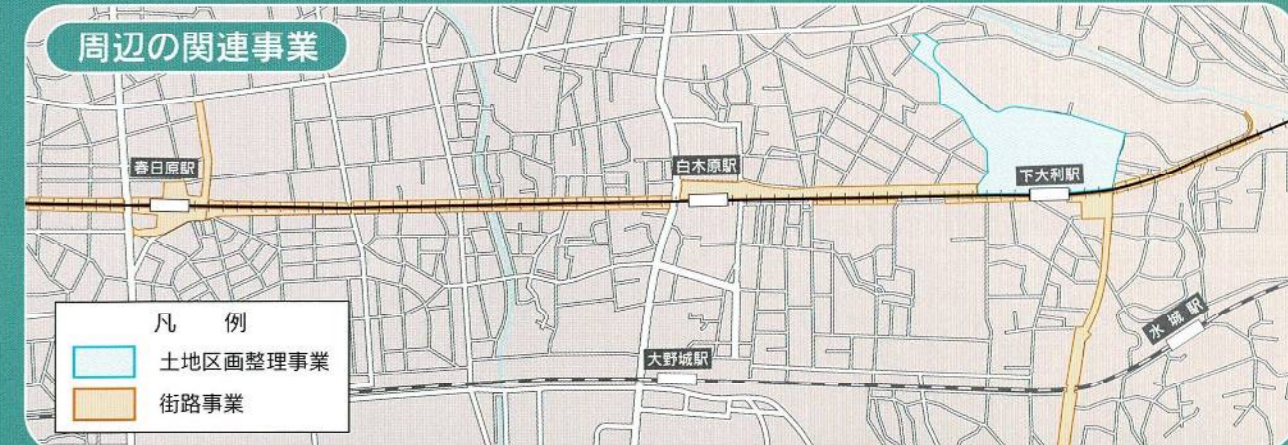 周辺の関連事業
春日原駅
白木原駅
下大利駅
水城駅
大野城駅
凡 例
土地区画整理事業
街路事業